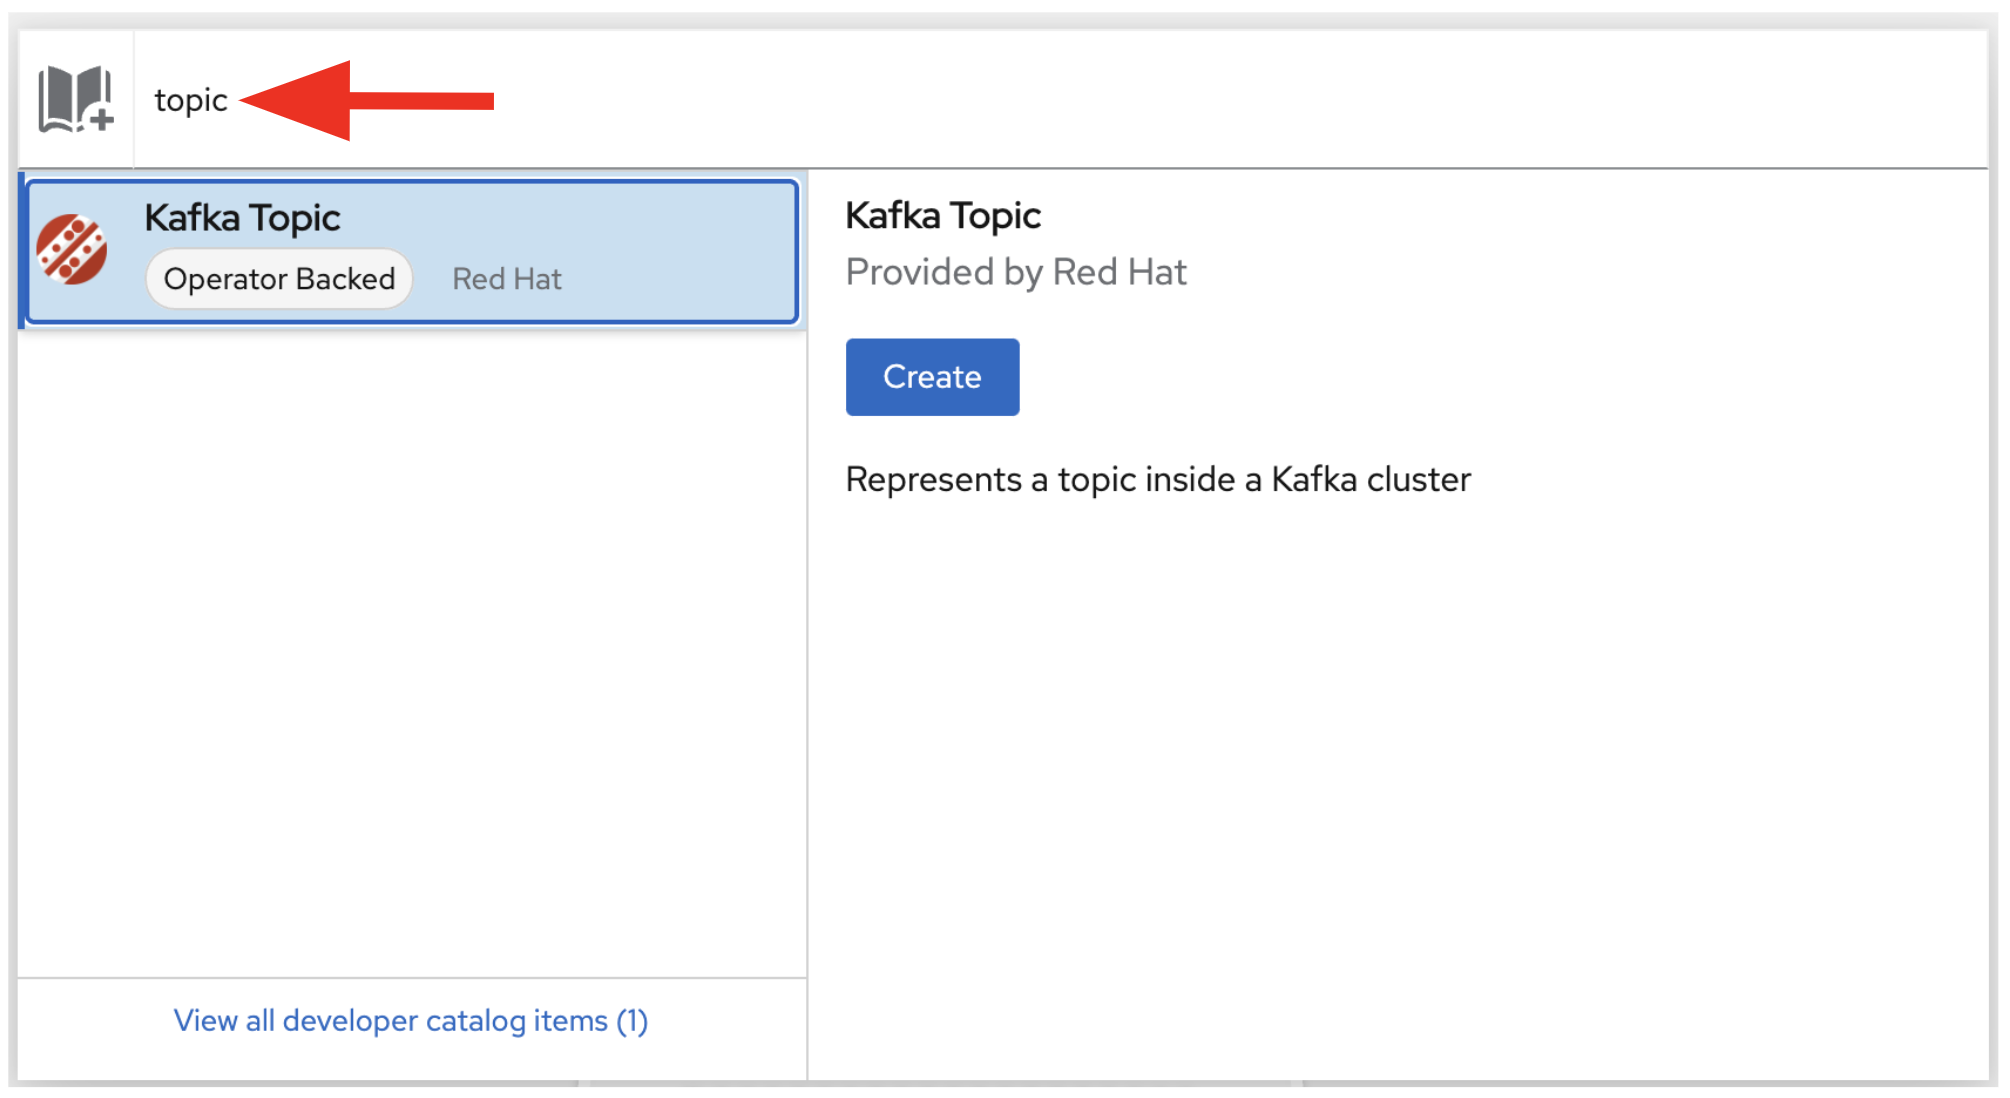 topic
Kafka Topic
Operator Backed Red Hat
View all developer catalog items (1)
Kafka Topic
Provided by Red Hat
Create
Represents a topic inside a Kafka cluster